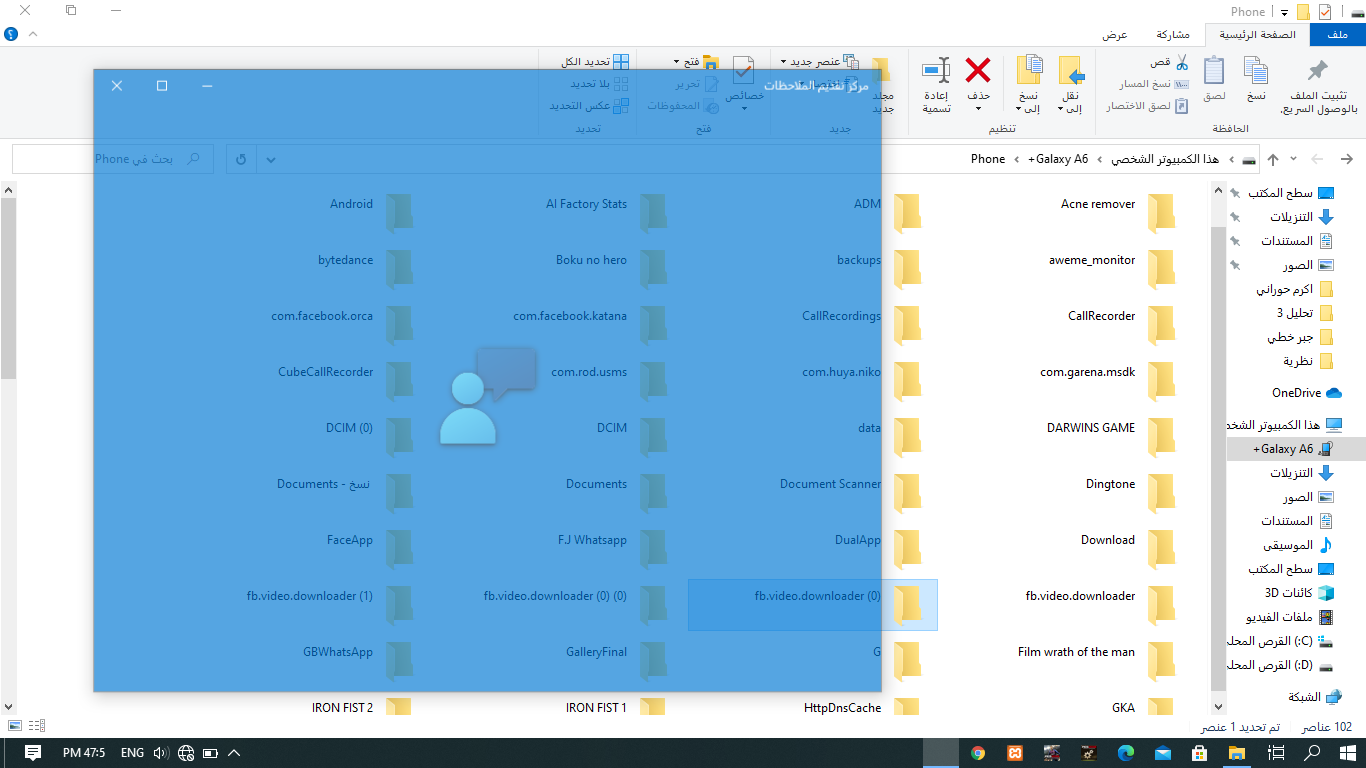 Phone
ملف
الصفحة الرئيسية
مشاركة
عرض
تثبيت الملف
بالوصول السريع.
نسخ
لصق
قص
نسخ المسار
لصق الاختصار
الحافظة
نقل
إلى
نسخ
إلى
حذف
إعادة
تسمية
تنظيم
مجلد
جديد
عنصر جديد
جديد
خصائص
فتح
تحرير
المحفوظات
فتح
تحديد الكل
بلا تحديد
عكس التحديد
تحديد
مركز تقديم الملاحظات
هذا الكمبيوتر الشخصي
Galaxy A6+
Phone
بحث في Phone
سطح المكتب
التنزيلات
المستندات
الصور
اكرم حوراني
تحليل 3
جبر خطي
نظرية
OneDrive
هذا الكمبيوتر الشخص
Galaxy A6+
التنزيلات
الصور
المستندات
الموسيقى
سطح المكتب
كائنات 3D
ملفات الفيديو
القرص المحل (C:)
القرص المحل (D:)
الشبكة
Acne remover
ADM
AI Factory Stats
Android
aweme_monitor
backups
Boku no hero
bytedance
CallRecorder
CallRecordings
com.facebook.katana
com.facebook.orca
com.garena.msdk
com.huya.niko
com.rod.usms
CubeCallRecorder
DARWINS GAME
data
DCIM
DCIM (0)
Dingtone
Document Scanner
Documents
Documents - نسخ
Download
DualApp
F.J Whatsapp
FaceApp
fb.video.downloader
fb.video.downloader (0)
fb.video.downloader (0) (0)
fb.video.downloader (1)
Film wrath of the man
G
GalleryFinal
GBWhatsApp
GKA
HttpDnsCache
IRON FIST 1
IRON FIST 2
102 عناصر
تم تحديد 1 عنصر
PM 47:5
ENG